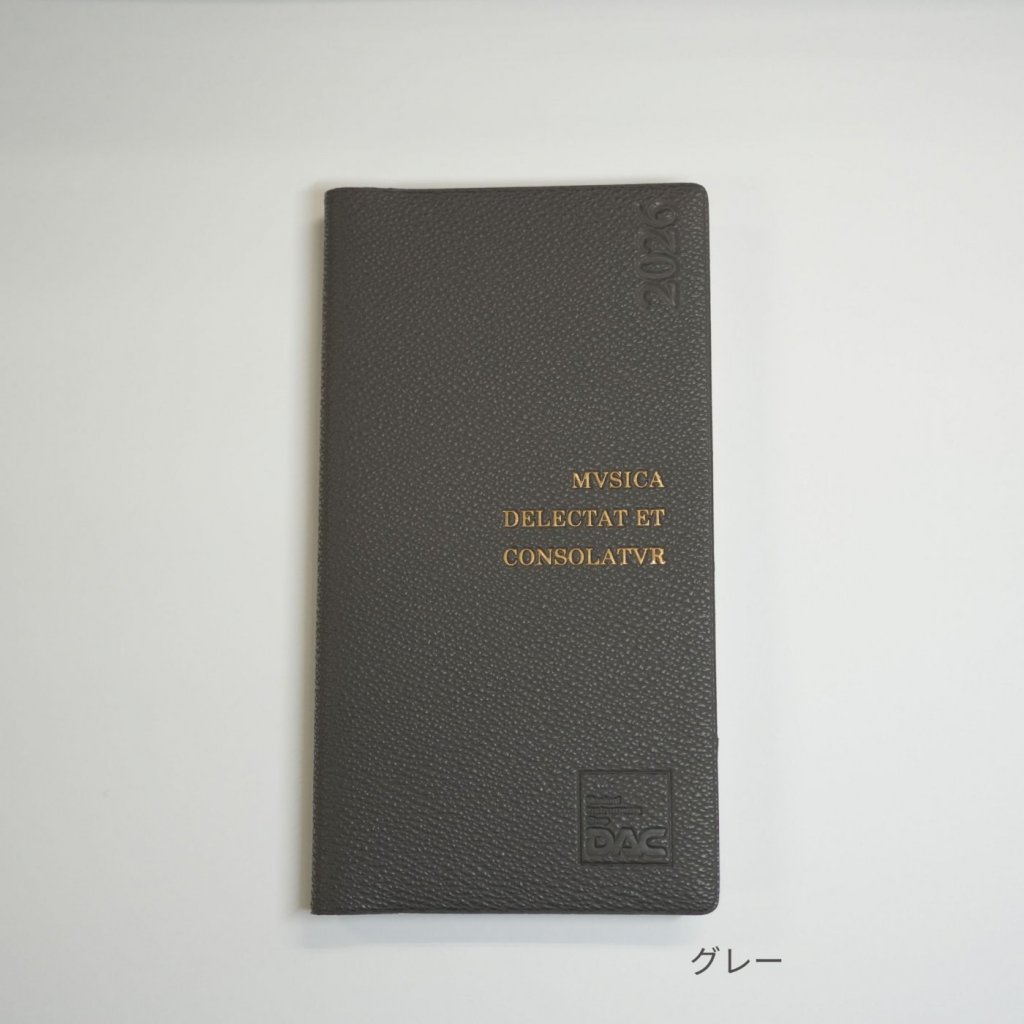 2026
MVSICA
DELECTAT ET
CONSOLATVR
DAC
グレー